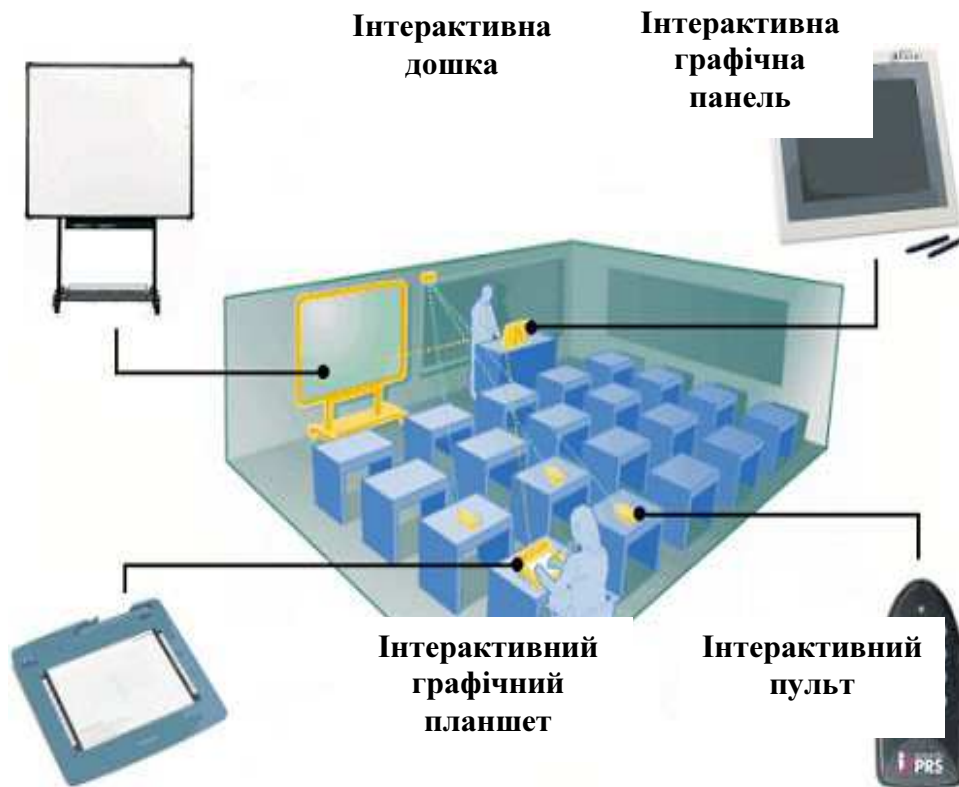 Інтерактивна
дошка
Інтерактивна
графічна
панель
Інтерактивний
графічний
планшет
Інтерактивний
пульт
PRS